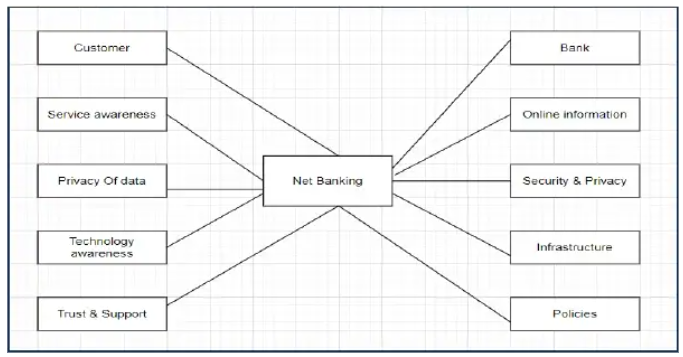 Customer
Bank
Service awareness
Online information
Privacy Of data
Net Banking
Security & Privacy
Technology
awareness
Infrastructure
Trust & Support
Policies